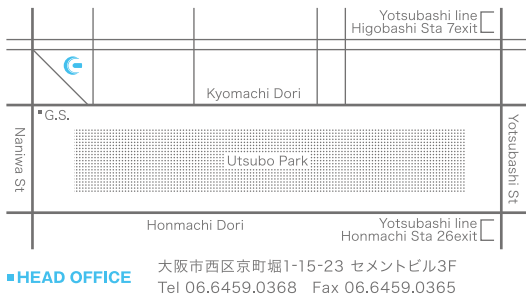 Yotsubashi line
Higobashi Sta 7exit
Kyomachi Dori
G.S.
Naniwa St
Utsubo Park
Yotsubashi St
Honmachi Dori
Yotsubashi line
Honmachi Sta 26exit
HEAD OFFICE
大阪市西区京町堀1-15-23 セメントビル3F
Tel 06.6459.0368 Fax 06.6459.0365